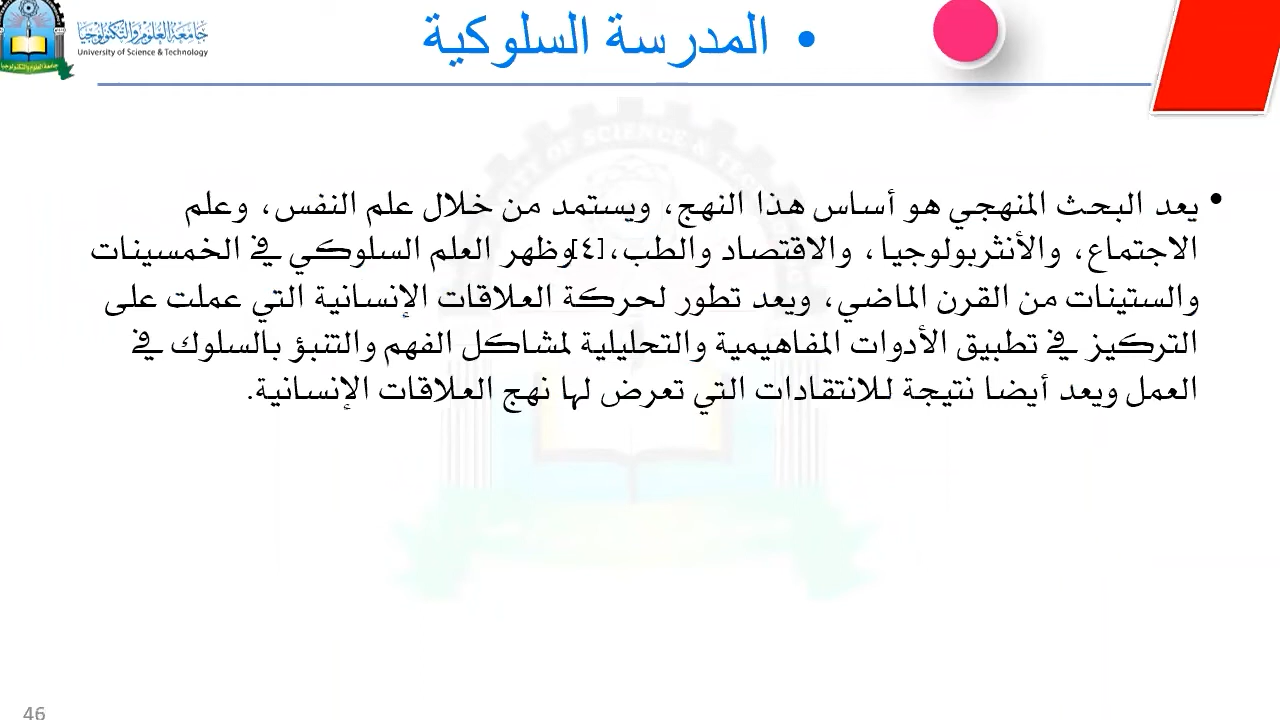 جامعة العلوم والتكنولوجيا
University of Science & Technology
• المدرسة السلوكية
• يعد البحث المنهجي هو أساس هذا النهج، ويستمد من خلال علم النفس، وعلم
الاجتماع، والأنثربولوجيا، والاقتصاد والطب،[٤]وظهر العلم السلوكي في الخمسينات
والستينات من القرن الماضي، ويعد تطور لحركة العلاقات الإنسانية التي عملت على
التركيز في تطبيق الأدوات المفاهيمية والتحليلية لمشاكل الفهم والتنبؤ بالسلوك في
العمل ويعد أيضا نتيجة للانتقادات التي تعرض لها نهج العلاقات الإنسانية.
46